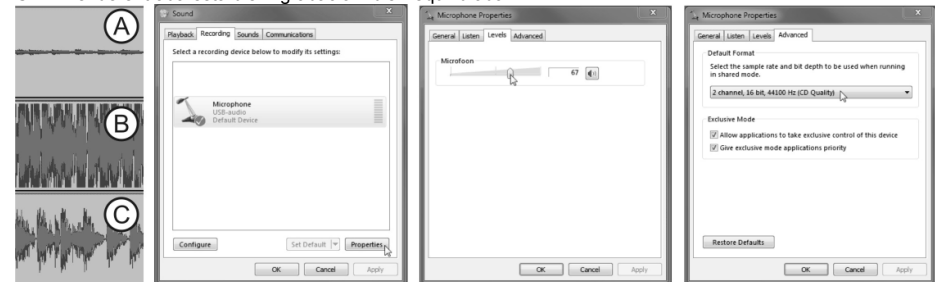 A
B
C
Sound
Playback Recording Sounds Communications
Select a recording device below to modify its settings:
Microphone
USB-audio
Default Device
Configure Set Default Properties
OK Cancel Apply
Microphone Properties
General Listen Levels Advanced
Microfoon
67
OK Cancel Apply
Microphone Properties
General Listen Levels Advanced
Default Format
Select the sample rate and bit depth to be used when running
in shared mode.
2 channel, 16 bit, 44100 Hz (CD Quality)
Exclusive Mode
Allow applications to take exclusive control of this device
Give exclusive mode applications priority
Restore Defaults
OK Cancel Apply